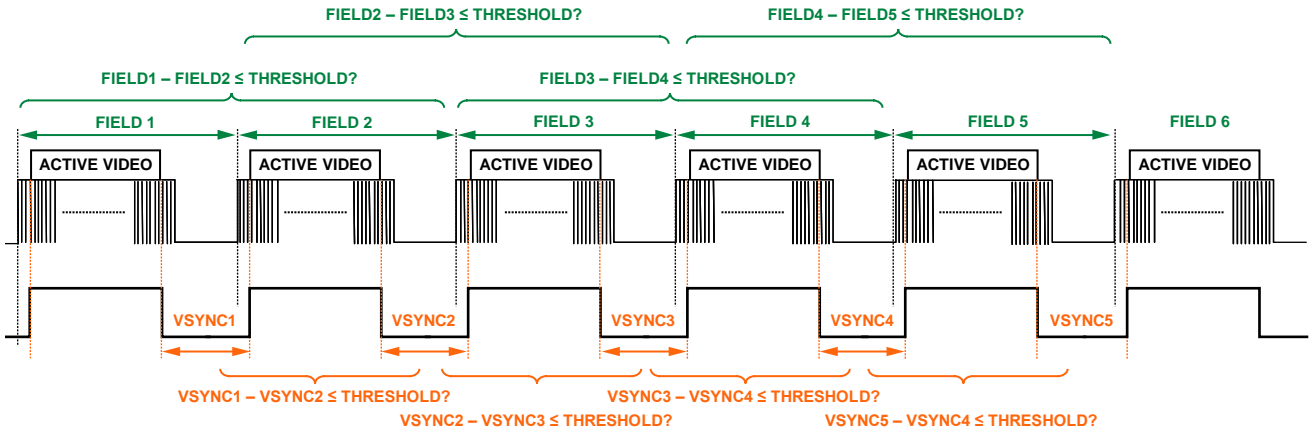 FIELD2 – FIELD3 ≤ THRESHOLD?
FIELD4 – FIELD5 ≤ THRESHOLD?
FIELD1 – FIELD2 ≤ THRESHOLD?
FIELD3 – FIELD4 ≤ THRESHOLD?
FIELD 1
FIELD 2
FIELD 3
FIELD 4
FIELD 5
FIELD 6
ACTIVE VIDEO
ACTIVE VIDEO
ACTIVE VIDEO
ACTIVE VIDEO
ACTIVE VIDEO
ACTIVE VIDEO
VSYNC1
VSYNC2
VSYNC3
VSYNC4
VSYNC5
VSYNC1 – VSYNC2 ≤ THRESHOLD?
VSYNC3 – VSYNC4 ≤ THRESHOLD?
VSYNC2 – VSYNC3 ≤ THRESHOLD?
VSYNC5 – VSYNC4 ≤ THRESHOLD?